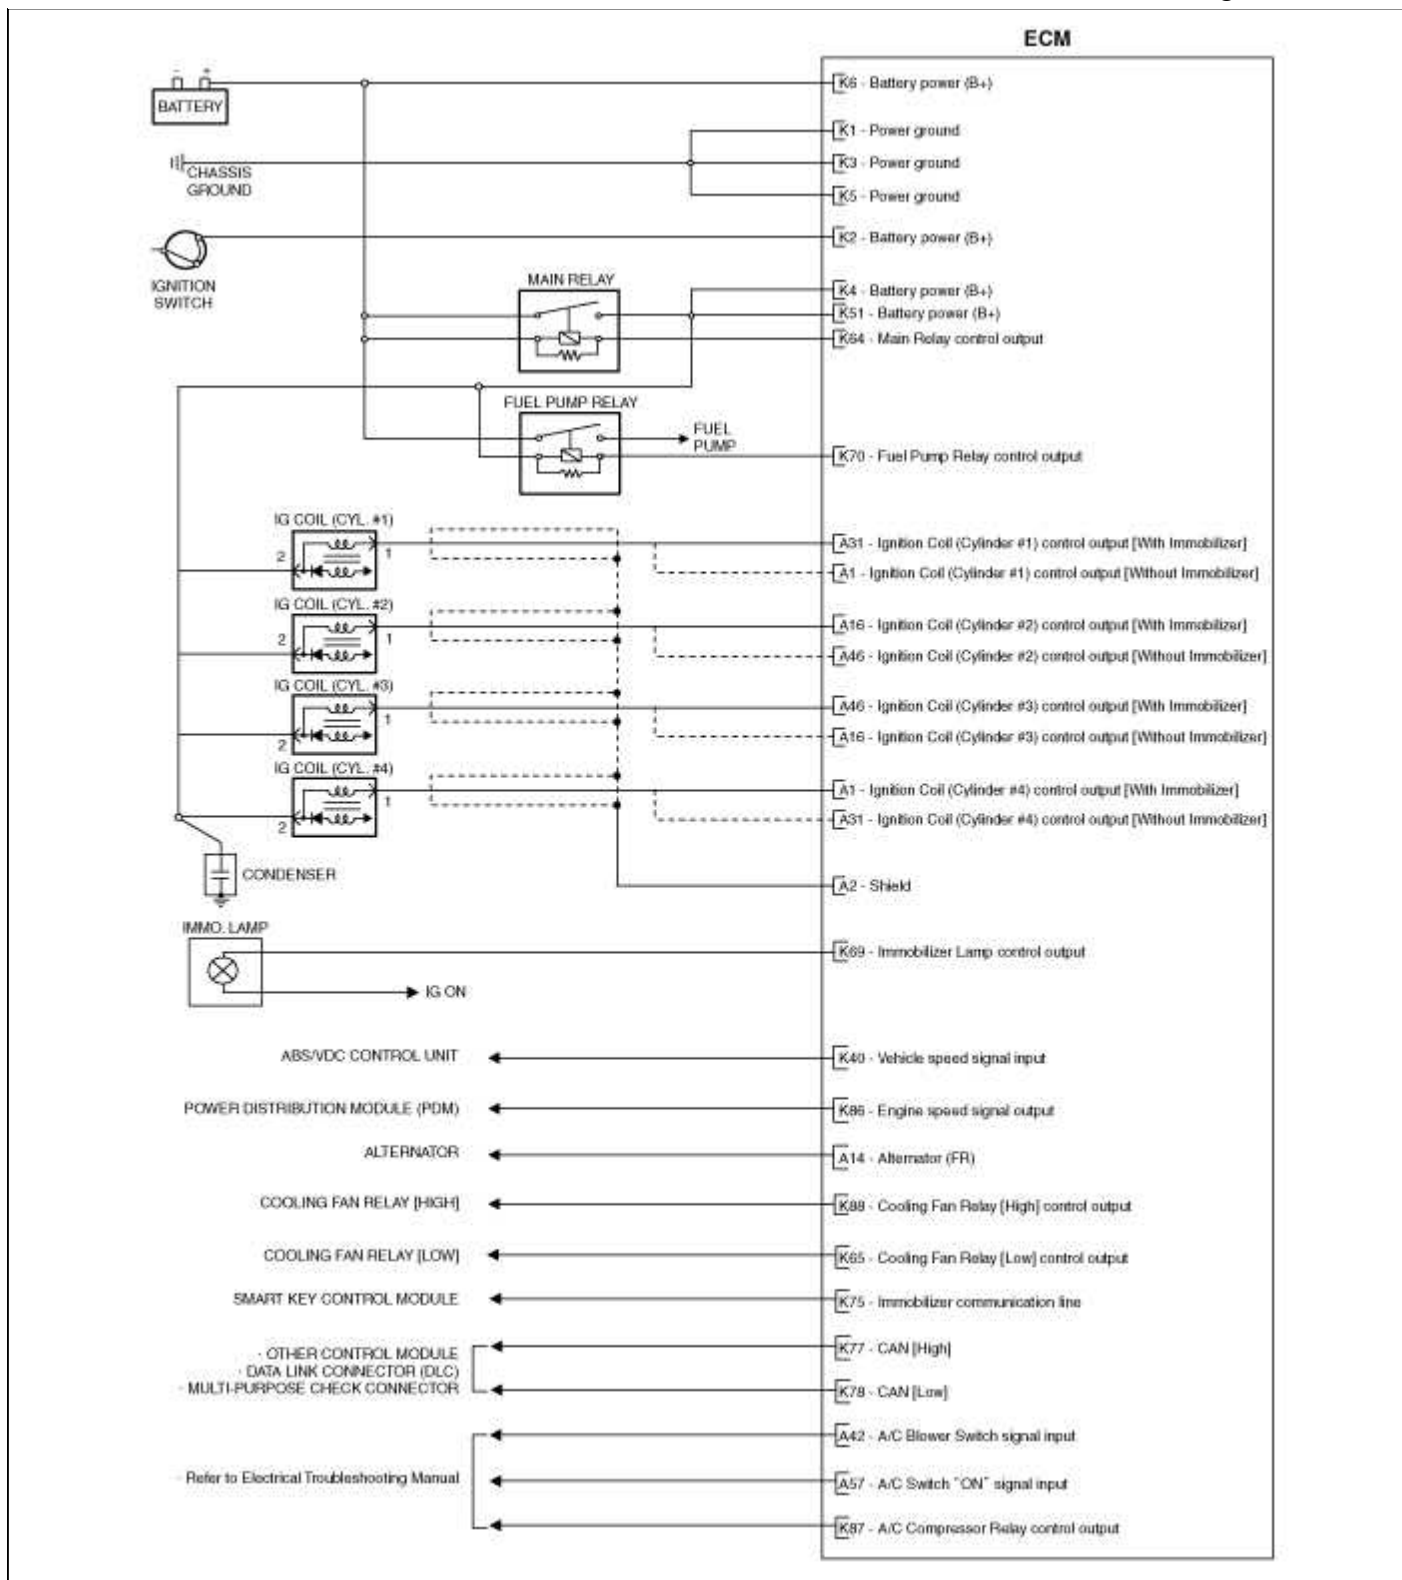 ECM
- +
BATTERY
K6 - Battery power (B+)
K1 - Power ground
CHASSIS
GROUND
K3 - Power ground
K5 - Power ground
IGNITION
SWITCH
K2 - Battery power (B+)
MAIN RELAY
K4 - Battery power (B+)
K51 - Battery power (B+)
K64 - Main Relay control output
FUEL PUMP RELAY
FUEL
PUMP
K70 - Fuel Pump Relay control output
IG COIL (CYL. #1)
2
1
A31 - Ignition Coil (Cylinder #1) control output [With Immobilizer]
A1 - Ignition Coil (Cylinder #1) control output [Without Immobilizer]
IG COIL (CYL. #2)
2
1
A16 - Ignition Coil (Cylinder #2) control output [With Immobilizer]
A46 - Ignition Coil (Cylinder #2) control output [Without Immobilizer]
IG COIL (CYL. #3)
2
1
A46 - Ignition Coil (Cylinder #3) control output [With Immobilizer]
A16 - Ignition Coil (Cylinder #3) control output [Without Immobilizer]
IG COIL (CYL. #4)
2
1
A1 - Ignition Coil (Cylinder #4) control output [With Immobilizer]
A31 - Ignition Coil (Cylinder #4) control output [Without Immobilizer]
CONDENSER
A2 - Shield
IMMO. LAMP
K69 - Immobilizer Lamp control output
IG ON
ABS/VDC CONTROL UNIT
K40 - Vehicle speed signal input
POWER DISTRIBUTION MODULE (PDM)
K86 - Engine speed signal output
ALTERNATOR
A14 - Alternator (FR)
COOLING FAN RELAY [HIGH]
K88 - Cooling Fan Relay [High] control output
COOLING FAN RELAY [LOW]
K65 - Cooling Fan Relay [Low] control output
SMART KEY CONTROL MODULE
K75 - Immobilizer communication line
· OTHER CONTROL MODULE
· DATA LINK CONNECTOR (DLC)
· MULTI-PURPOSE CHECK CONNECTOR
K77 - CAN [High]
K78 - CAN [Low]
A42 - A/C Blower Switch signal input
· Refer to Electrical Troubleshooting Manual
A57 - A/C Switch "ON" signal input
K87 - A/C Compressor Relay control output